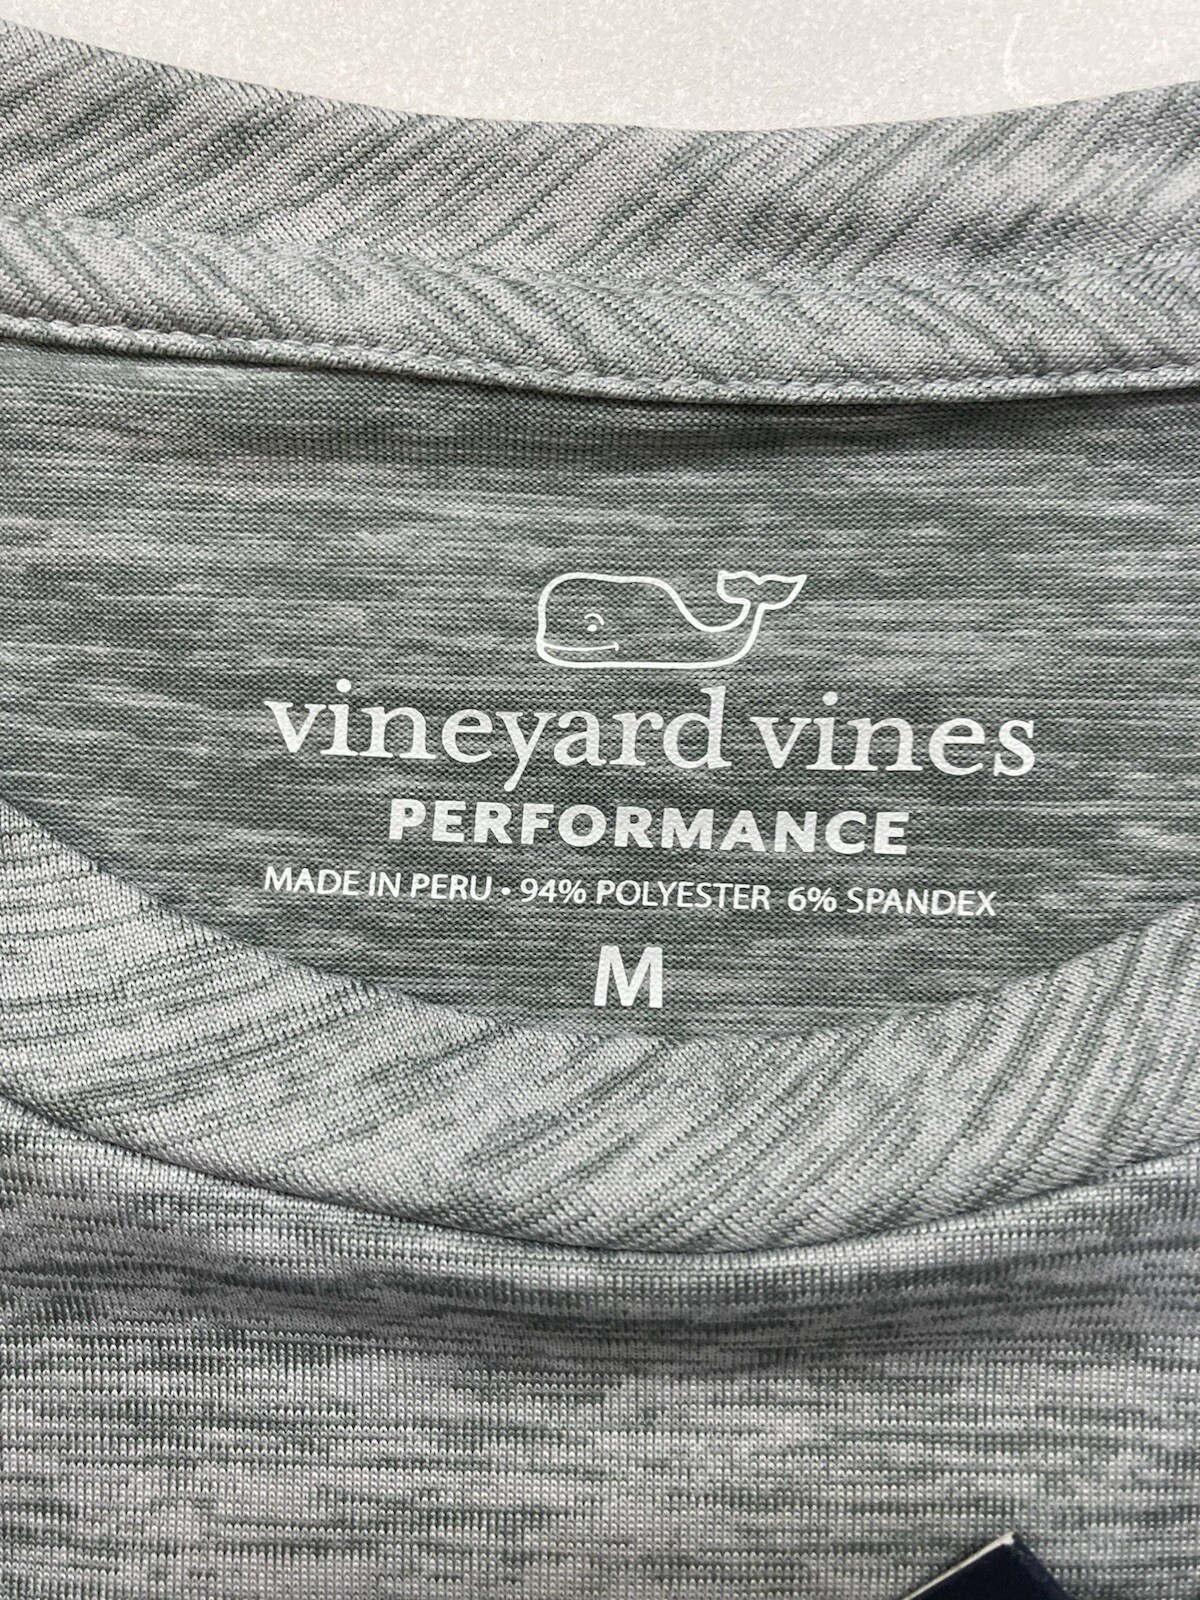 vineyard vines
PERFORMANCE
MADE IN PERU • 94% POLYESTER 6% SPANDEX
M